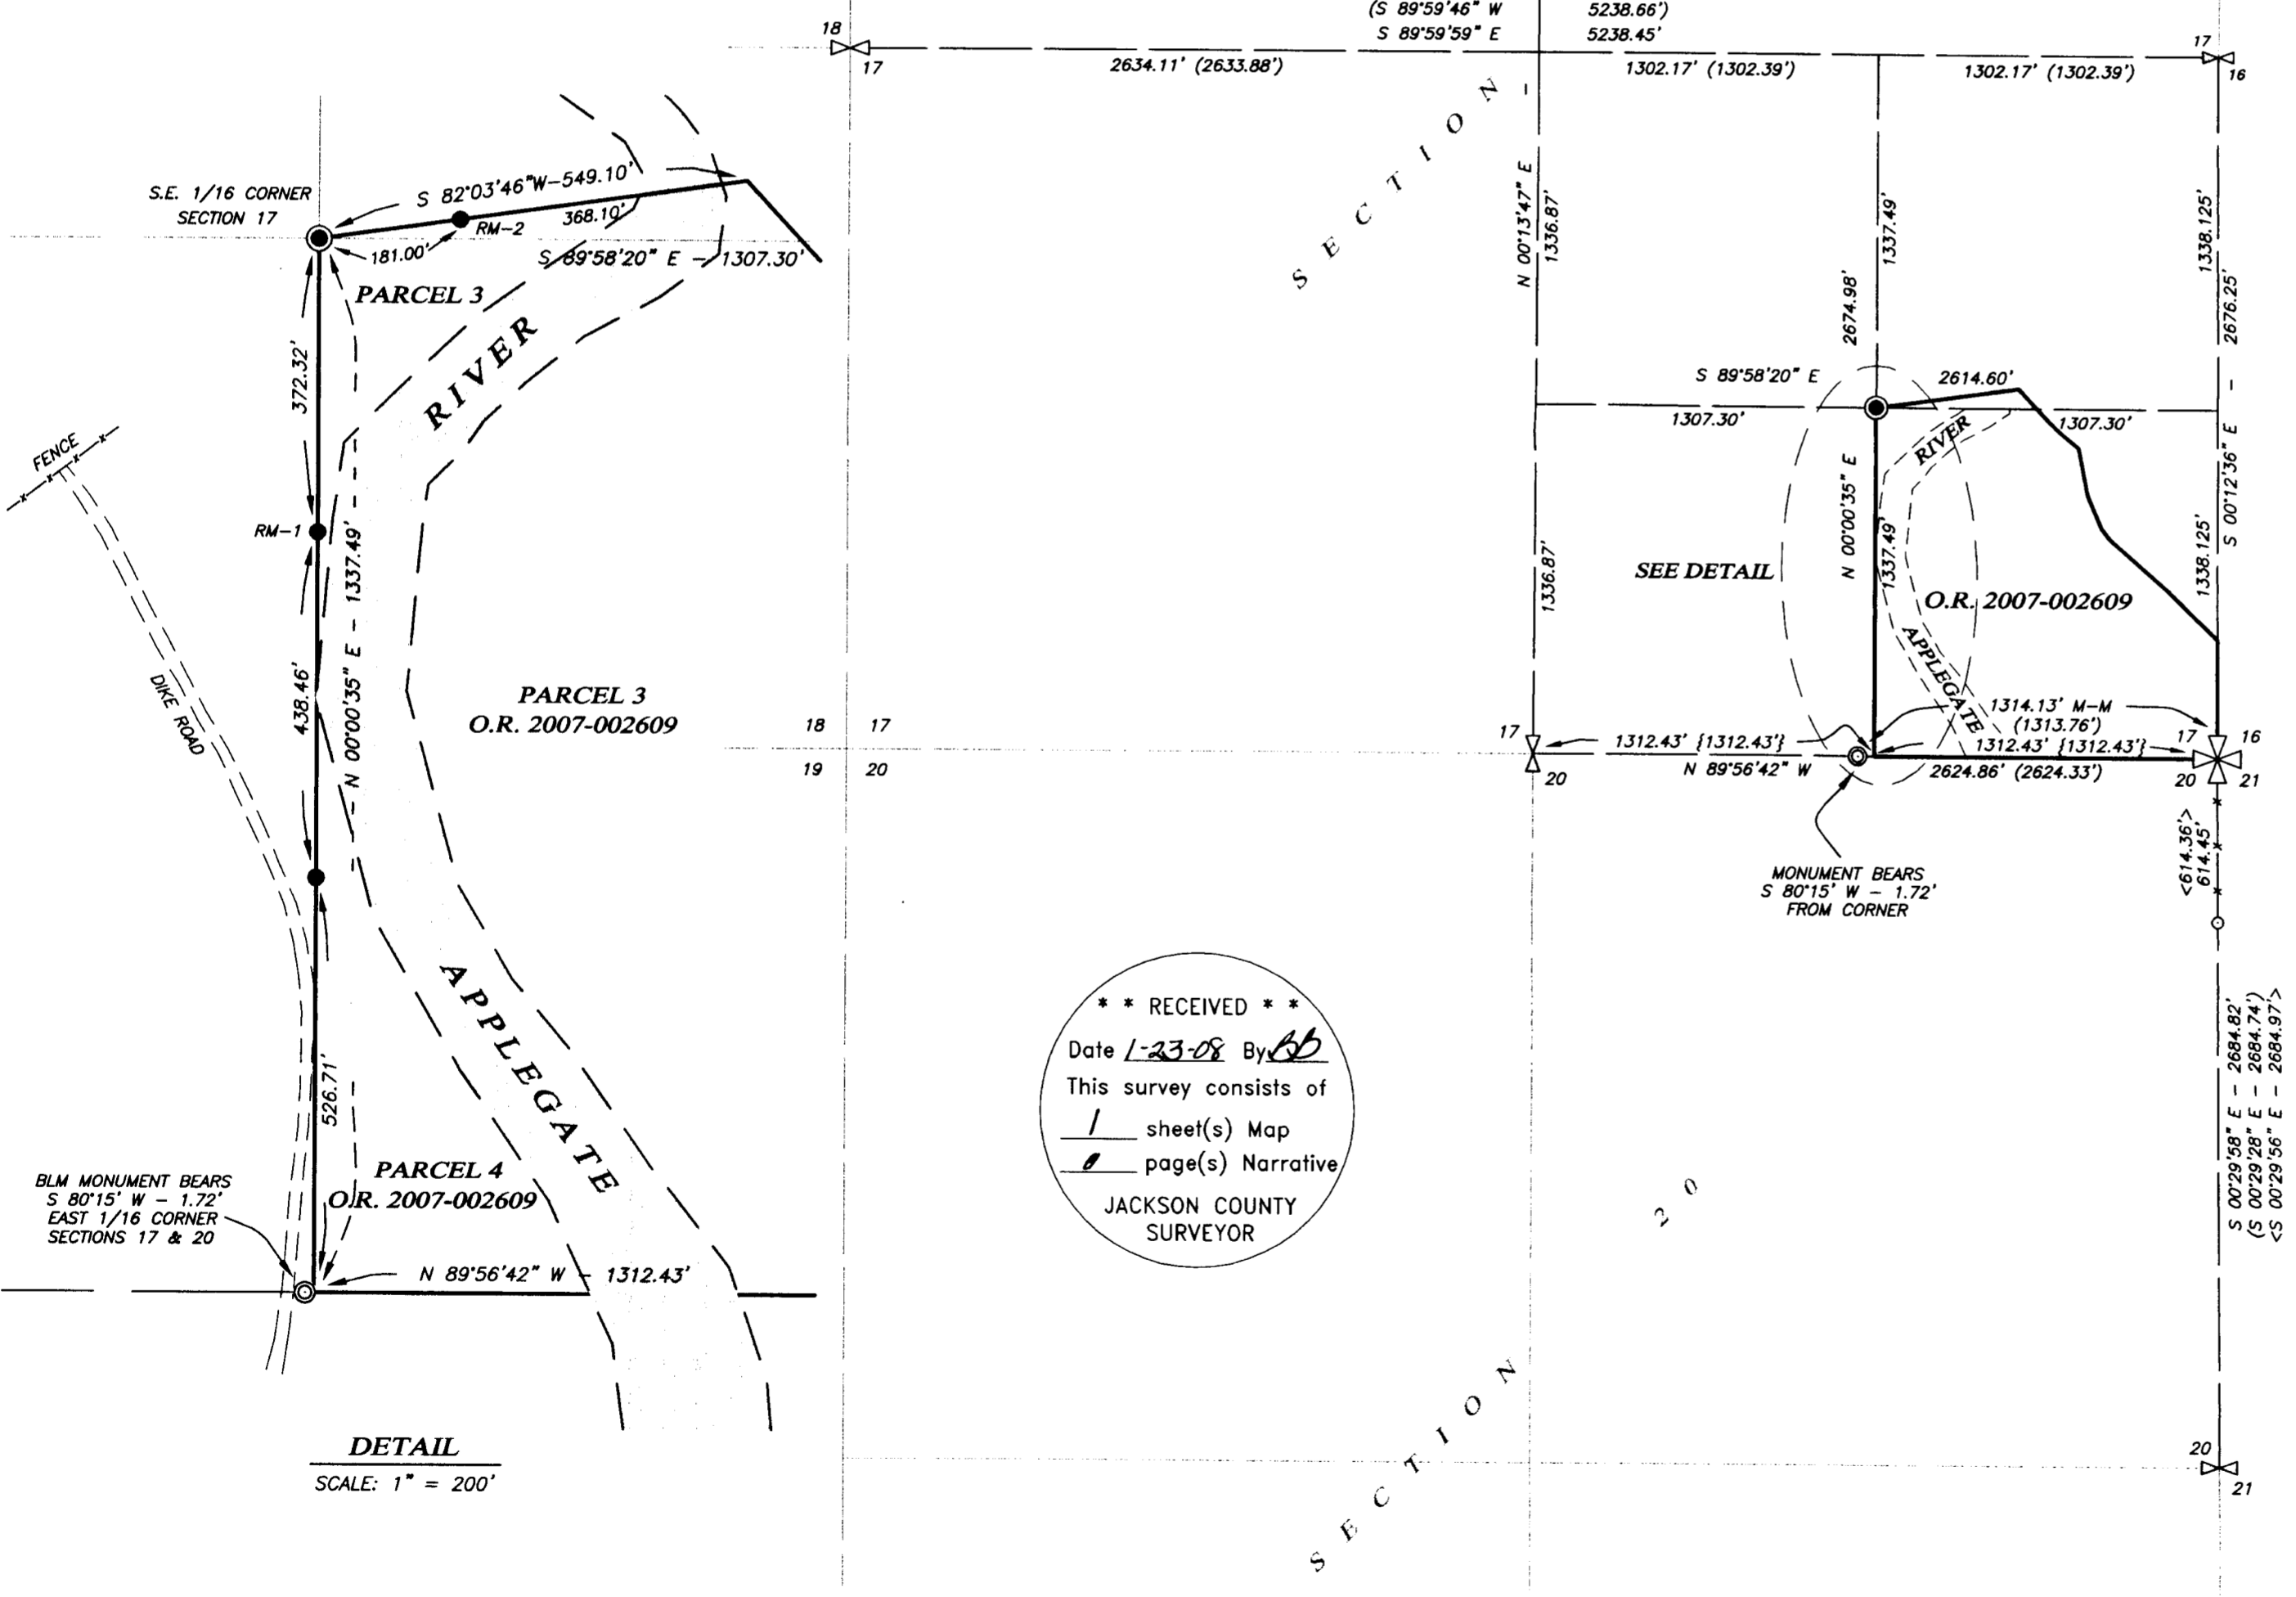 (S 89°59'46" W 5238.66')
S 89°59'59" E 5238.45'
18
17
2634.11' (2633.88')
1302.17' (1302.39')
1302.17' (1302.39')
17
16
S.E. 1/16 CORNER
SECTION 17
S 82°03'46"W-549.10'
181.00'
RM-2
368.10'
S 89°58'20" E - 1307.30'
PARCEL 3
RIVER
372.32'
FENCE
RM-1
N 00°00'35" E - 1337.49'
438.46'
DIKE ROAD
PARCEL 3
O.R. 2007-002609
APPLEGATE
526.71'
PARCEL 4
O.R. 2007-002609
BLM MONUMENT BEARS
S 80°15' W - 1.72'
EAST 1/16 CORNER
SECTIONS 17 & 20
N 89°56'42" W - 1312.43'
DETAIL
SCALE: 1" = 200'
18 17
19 20
SECTION
N 00°13'47" E -
1336.87'
1336.87'
1337.49'
2674.98'
1338.125'
2676.25'
S 00°12'36" E -
1338.125'
S 89°58'20" E
2614.60'
1307.30'
1307.30'
RIVER
N 00°00'35" E
1337.49'
SEE DETAIL
O.R. 2007-002609
APPLEGATE
1314.13' M-M
(1313.76')
17
20
1312.43' {1312.43'}
N 89°56'42" W
1312.43' {1312.43'}
2624.86' (2624.33')
17 16
20 21
MONUMENT BEARS
S 80°15' W - 1.72'
FROM CORNER
<614.36'>
614.45'
S 00°29'58" E - 2684.82'
(S 00°29'28" E - 2684.74')
<S 00°29'56" E - 2684.97'>
* * RECEIVED * *
Date 1-23-08 By BB
This survey consists of
1 sheet(s) Map
0 page(s) Narrative
JACKSON COUNTY
SURVEYOR
SECTION
20
20
21